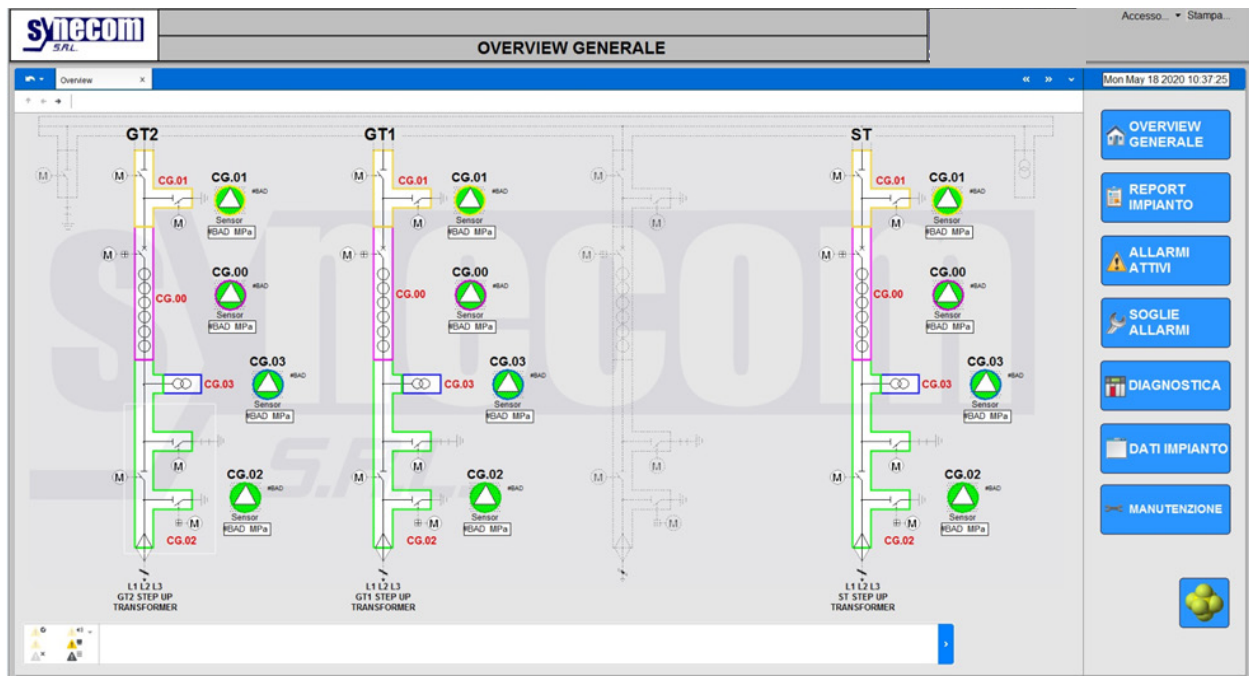 synecom
S.R.L.
OVERVIEW GENERALE
Accesso... Stampa...
Overview X
Mon May 18 2020 10:37:25
OVERVIEW
GENERALE
REPORT
IMPIANTO
ALLARMI
ATTIVI
SOGLIE
ALLARMI
DIAGNOSTICA
DATI IMPIANTO
MANUTENZIONE
synecom
S.R.L.
GT2
M
M
CG.01
CG.01
#BAD
Sensor
#BAD MPa
M
M
CG.00
CG.00
#BAD
Sensor
#BAD MPa
CG.03
CG.03
#BAD
Sensor
#BAD MPa
M
M
CG.02
#BAD
Sensor
#BAD MPa
M
CG.02
L1 L2 L3
GT2 STEP UP
TRANSFORMER
GT1
M
CG.01
CG.01
#BAD
Sensor
#BAD MPa
M
M
CG.00
CG.00
#BAD
Sensor
#BAD MPa
CG.03
CG.03
#BAD
Sensor
#BAD MPa
M
M
CG.02
#BAD
Sensor
#BAD MPa
M
CG.02
L1 L2 L3
GT1 STEP UP
TRANSFORMER
M
M
M
M
M
M
ST
M
CG.01
CG.01
#BAD
Sensor
#BAD MPa
M
M
CG.00
CG.00
#BAD
Sensor
#BAD MPa
CG.03
CG.03
#BAD
Sensor
#BAD MPa
M
M
CG.02
#BAD
Sensor
#BAD MPa
M
CG.02
L1 L2 L3
ST STEP UP
TRANSFORMER